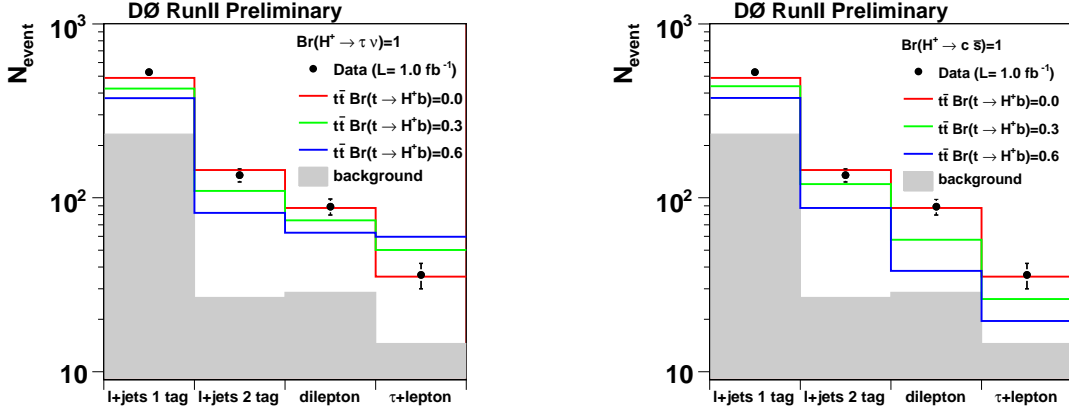 DØ RunII Preliminary
N_event
10³
10²
10
Br(H⁺ → τ ν)=1
Data (L= 1.0 fb⁻¹)
tt̄ Br(t → H⁺b)=0.0
tt̄ Br(t → H⁺b)=0.3
tt̄ Br(t → H⁺b)=0.6
background
l+jets 1 tag l+jets 2 tag dilepton τ+lepton
DØ RunII Preliminary
N_event
10³
10²
10
Br(H⁺ → c s̄)=1
Data (L= 1.0 fb⁻¹)
tt̄ Br(t → H⁺b)=0.0
tt̄ Br(t → H⁺b)=0.3
tt̄ Br(t → H⁺b)=0.6
background
l+jets 1 tag l+jets 2 tag dilepton τ+lepton